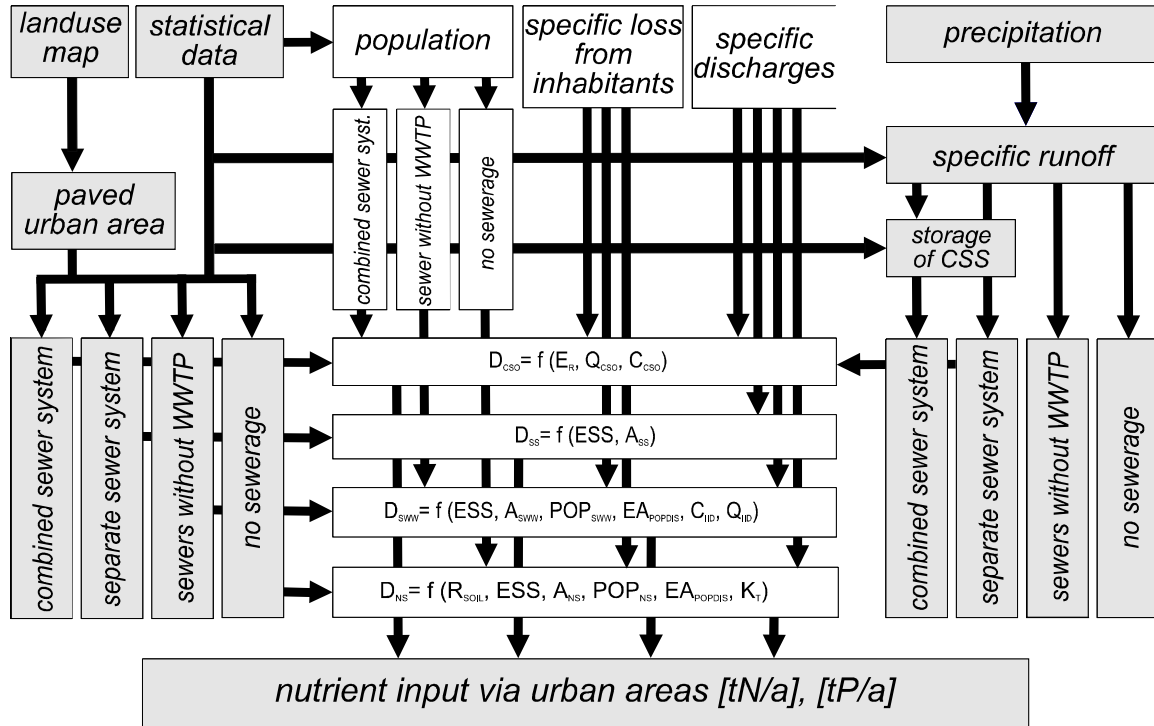 landuse
map
statistical
data
population
specific loss
from
inhabitants
specific
discharges
precipitation
combined sewer syst.
sewer without WWTP
no sewerage
specific runoff
paved
urban area
storage
of CSS
combined sewer system
separate sewer system
sewers without WWTP
no sewerage
D_CSO= f (E_R, Q_CSO, C_CSO)
D_SS= f (ESS, A_SS)
D_SWW= f (ESS, A_SWW, POP_SWW, EA_POPDIS, C_IID, Q_IID)
D_NS= f (R_SOIL, ESS, A_NS, POP_NS, EA_POPDIS, K_T)
combined sewer system
separate sewer system
sewers without WWTP
no sewerage
nutrient input via urban areas [tN/a], [tP/a]